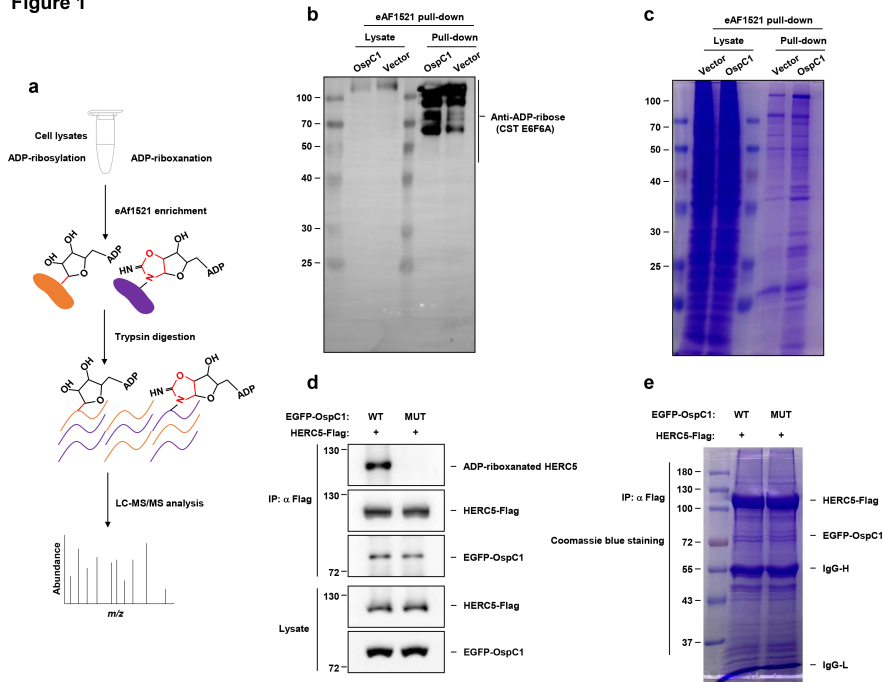 Figure 1
a
Cell lysates
ADP-ribosylation
ADP-riboxanation
eAf1521 enrichment
OH
OH
O
ADP
OH
O
HN
N
O
ADP
Trypsin digestion
OH
OH
O
ADP
OH
O
HN
N
O
ADP
LC-MS/MS analysis
Abundance
m/z
b
eAF1521 pull-down
Lysate
Pull-down
OspC1
Vector
OspC1
Vector
100
70
50
40
30
25
Anti-ADP-ribose
(CST E6F6A)
c
eAF1521 pull-down
Lysate
Pull-down
Vector
OspC1
Vector
OspC1
100
70
50
40
30
25
d
EGFP-OspC1: WT MUT
HERC5-Flag: + +
IP: α Flag
130
ADP-riboxanated HERC5
130
HERC5-Flag
EGFP-OspC1
72
Lysate
130
HERC5-Flag
EGFP-OspC1
72
e
EGFP-OspC1: WT MUT
HERC5-Flag: + +
IP: α Flag
Coomassie blue staining
180
130
100
72
55
43
37
HERC5-Flag
EGFP-OspC1
IgG-H
IgG-L